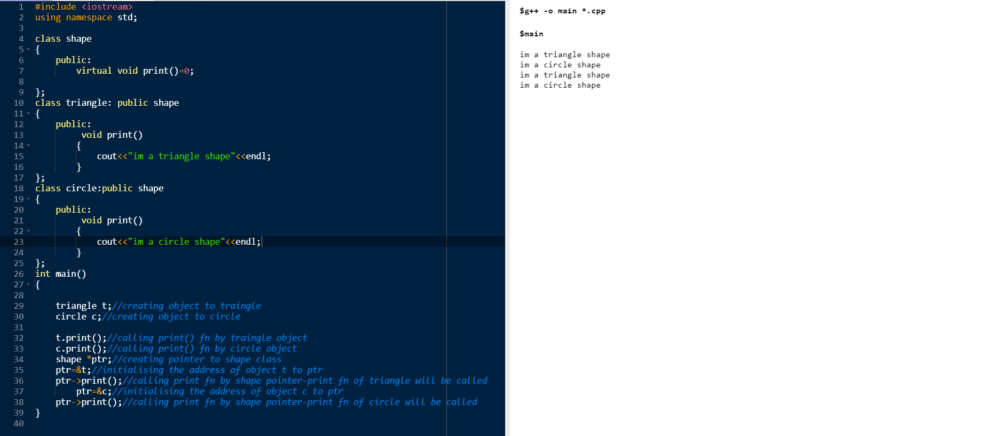 1 #include <iostream>
2 using namespace std;
3
4 class shape
5 {
6     public:
7         virtual void print()=0;
8
9 };
10 class triangle: public shape
11 {
12     public:
13          void print()
14         {
15             cout<<"im a triangle shape"<<endl;
16         }
17 };
18 class circle:public shape
19 {
20     public:
21          void print()
22         {
23             cout<<"im a circle shape"<<endl;
24         }
25 };
26 int main()
27 {
28
29     triangle t;//creating object to traingle
30     circle c;//creating object to circle
31
32     t.print();//calling print() fn by traingle object
33     c.print();//calling print() fn by circle object
34     shape *ptr;//creating pointer to shape class
35     ptr=&t;//initialising the address of object t to ptr
36     ptr->print();//calling print fn by shape pointer-print fn of triangle will be called
37         ptr=&c;//initialising the address of object c to ptr
38     ptr->print();//calling print fn by shape pointer-print fn of circle will be called
39 }
40
$g++ -o main *.cpp
$main
im a triangle shape
im a circle shape
im a triangle shape
im a circle shape